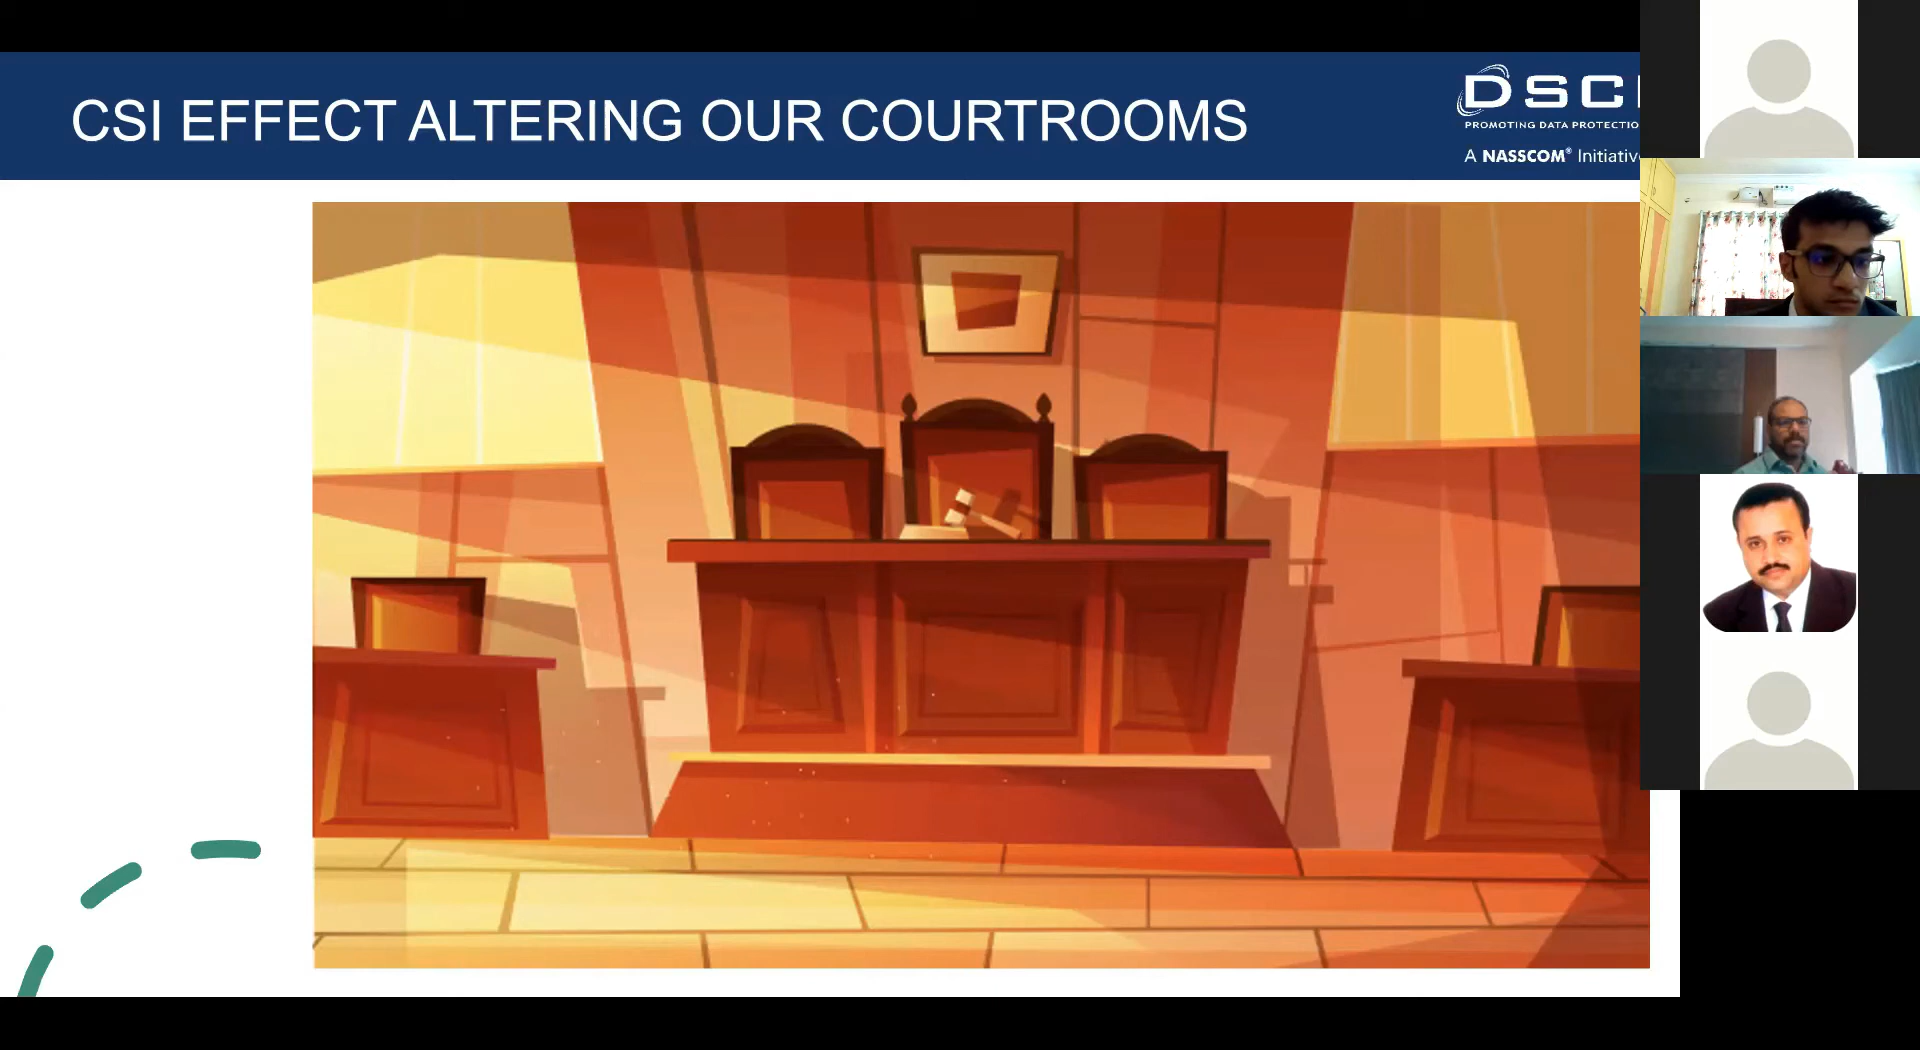 CSI EFFECT ALTERING OUR COURTROOMS
DSC
PROMOTING DATA PROTECTIO
A NASSCOM® Initiativ